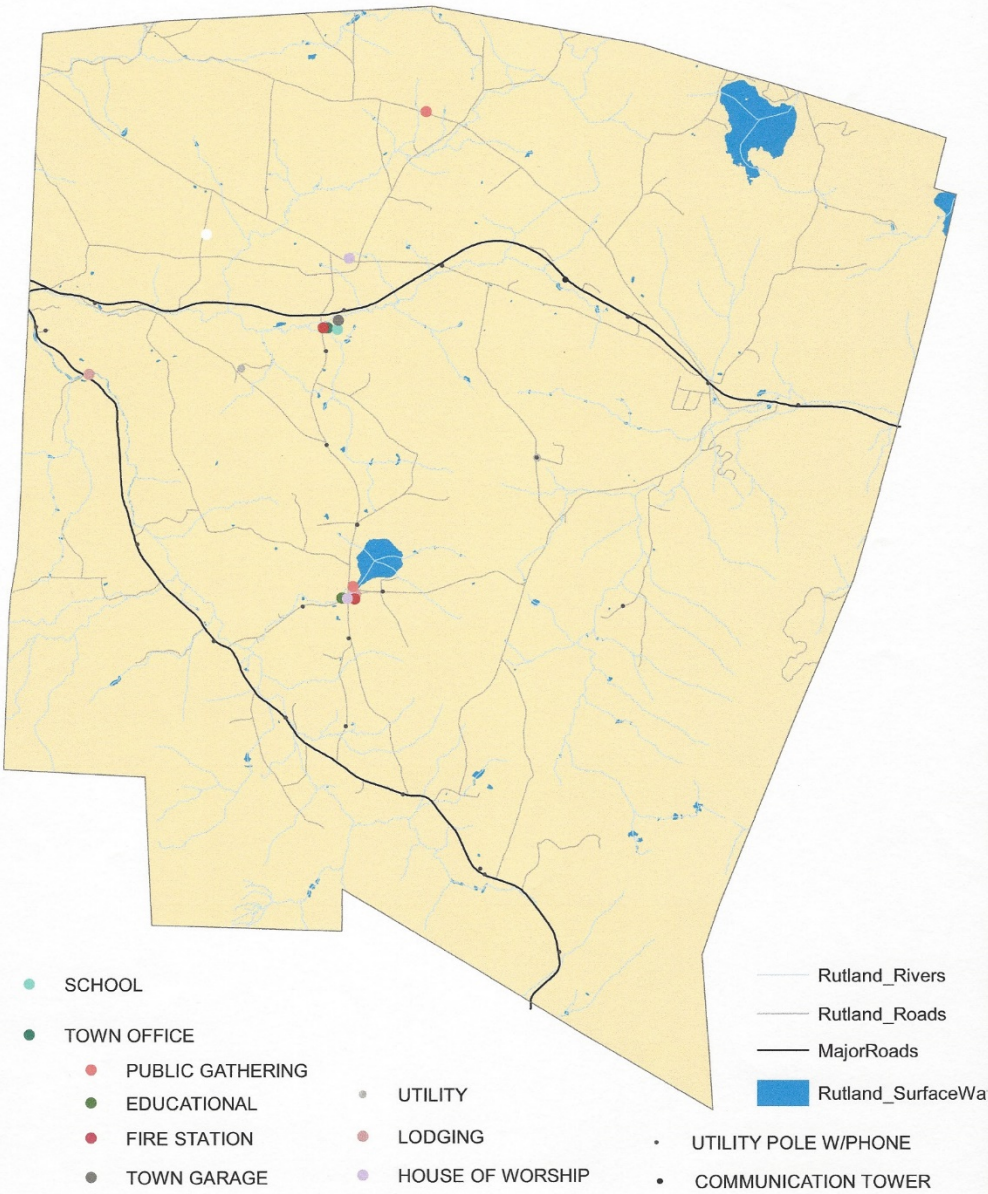 SCHOOL
TOWN OFFICE
PUBLIC GATHERING
EDUCATIONAL
FIRE STATION
TOWN GARAGE
UTILITY
LODGING
HOUSE OF WORSHIP
Rutland_Rivers
Rutland_Roads
MajorRoads
Rutland_SurfaceWa
UTILITY POLE W/PHONE
COMMUNICATION TOWER